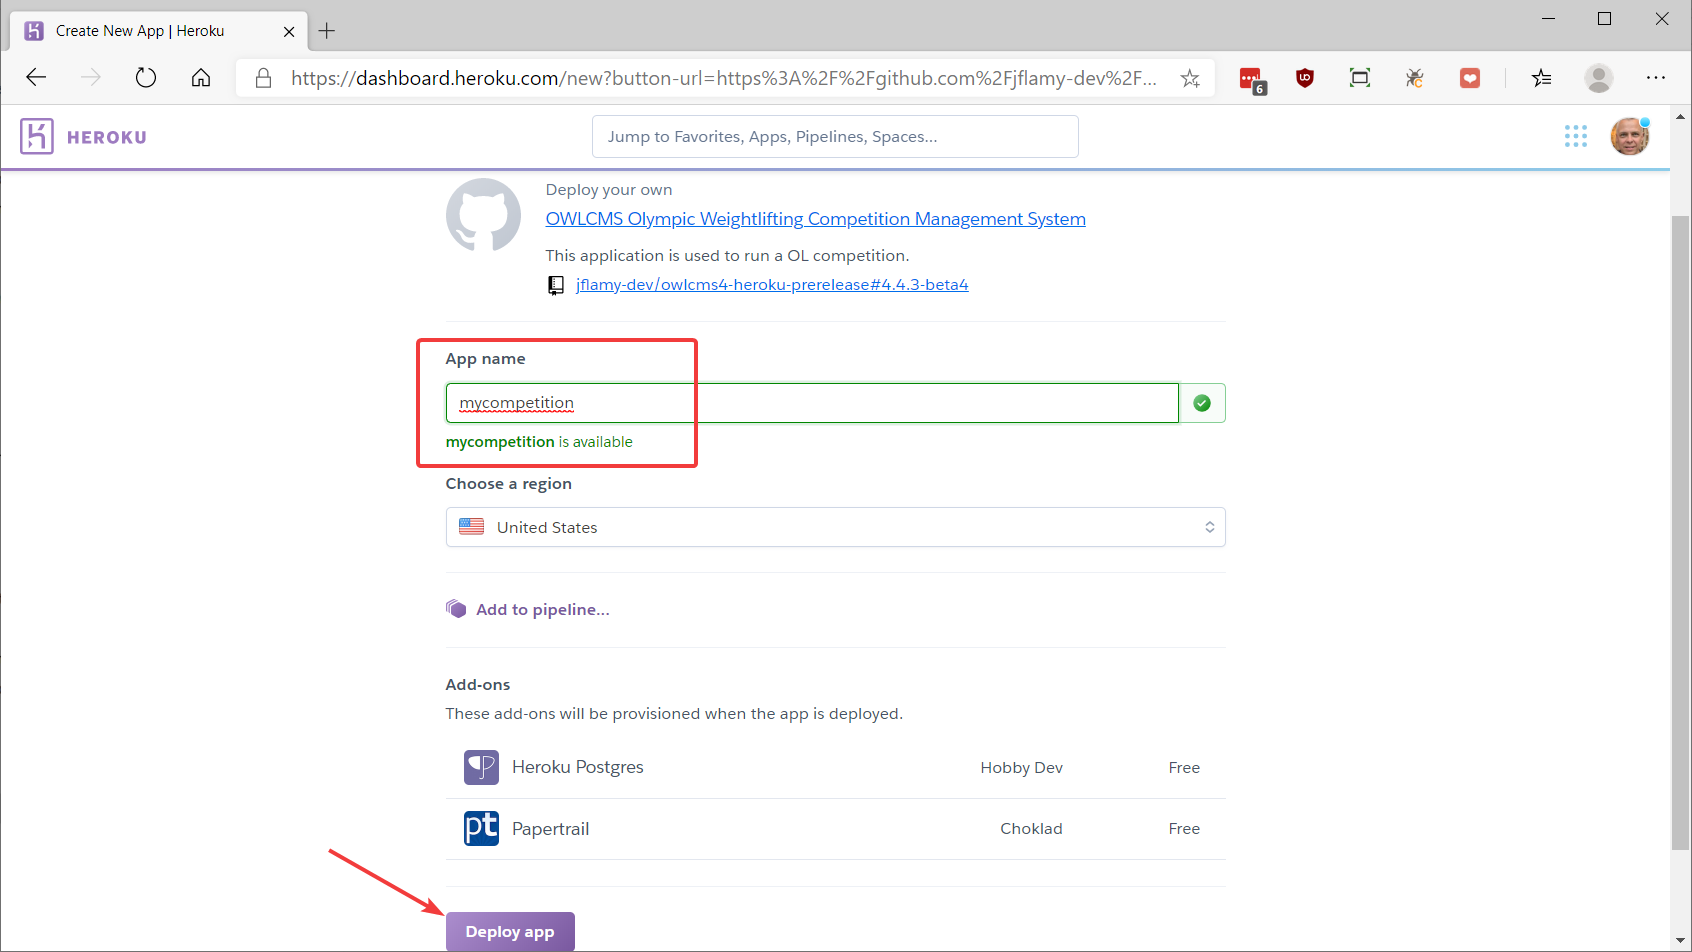 Create New App | Heroku
https://dashboard.heroku.com/new?button-url=https%3A%2F%2Fgithub.com%2Fjflamy-dev%2F...
6
HEROKU
Jump to Favorites, Apps, Pipelines, Spaces...
Deploy your own
OWLCMS Olympic Weightlifting Competition Management System
This application is used to run a OL competition.
jflamy-dev/owlcms4-heroku-prerelease#4.4.3-beta4
App name
mycompetition
mycompetition is available
Choose a region
United States
Add to pipeline...
Add-ons
These add-ons will be provisioned when the app is deployed.
Heroku Postgres Hobby Dev Free
pt Papertrail Choklad Free
Deploy app